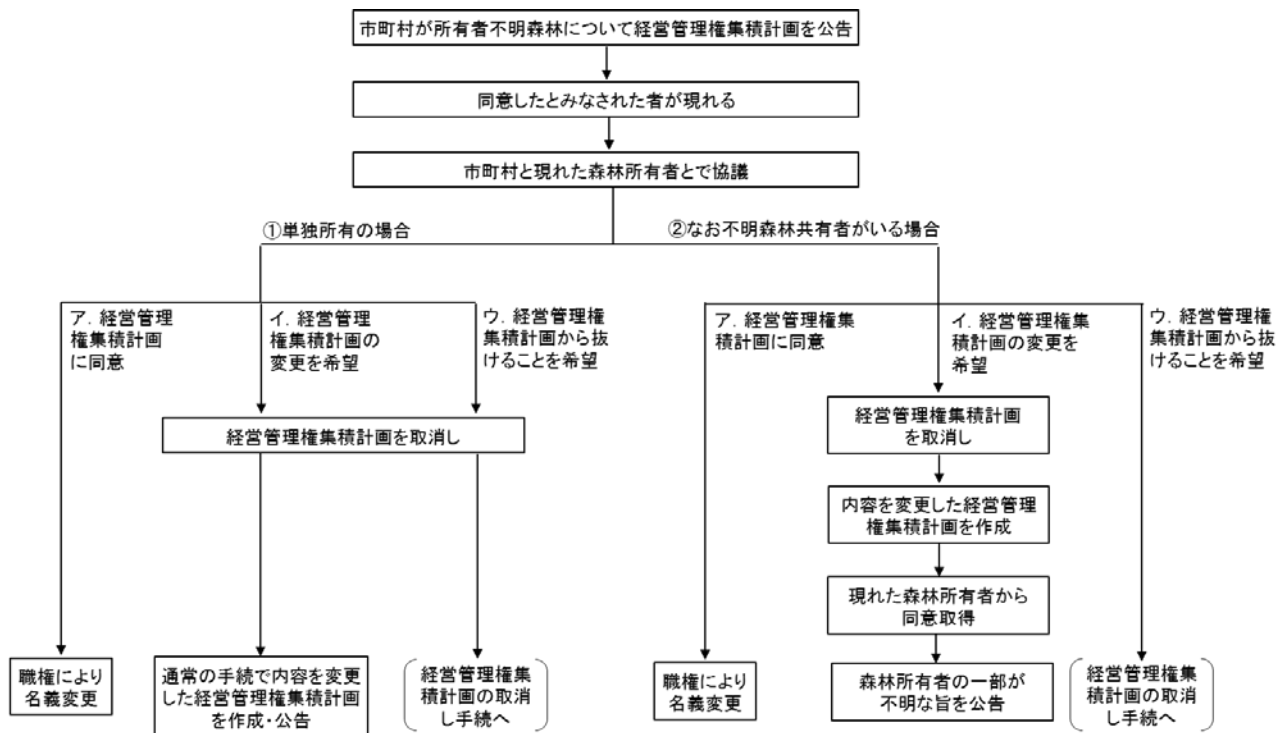 市町村が所有者不明森林について経営管理権集積計画を公告
同意したとみなされた者が現れる
市町村と現れた森林所有者とで協議
①単独所有の場合
②なお不明森林共有者がいる場合
ア．経営管理
権集積計画
に同意
イ．経営管理
権集積計画の
変更を希望
ウ．経営管理権
集積計画から抜
けることを希望
ア．経営管理権集
積計画に同意
イ．経営管理権集
積計画の変更を
希望
ウ．経営管理権
集積計画から抜
けることを希望
経営管理権集積計画を取消し
経営管理権集積計画
を取消し
内容を変更した経営管理
権集積計画を作成
現れた森林所有者から
同意取得
職権により
名義変更
通常の手続で内容を変更
した経営管理権集積計画
を作成・公告
経営管理権集
積計画の取消
し手続へ
職権により
名義変更
森林所有者の一部が
不明な旨を公告
経営管理権集
積計画の取消
し手続へ